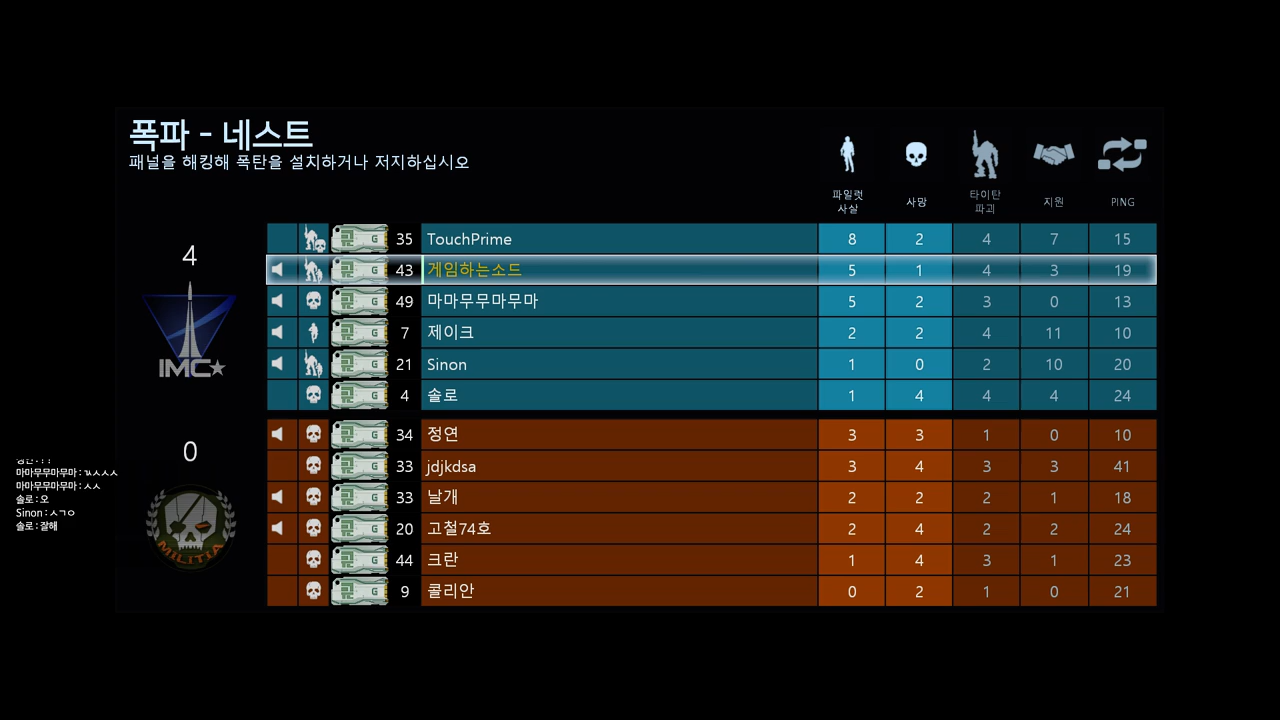 폭파 - 네스트
패널을 해킹해 폭탄을 설치하거나 저지하십시오
파일럿 사살
사망
타이탄 파괴
지원
PING
4
IMC
G 35 TouchPrime 8 2 4 7 15
G 43 게임하는소드 5 1 4 3 19
G 49 마마무무마무마 5 2 3 0 13
G 7 제이크 2 2 4 11 10
G 21 Sinon 1 0 2 10 20
G 4 솔로 1 4 4 4 24
0
MILITIA
G 34 정연 3 3 1 0 10
G 33 jdjkdsa 3 4 3 3 41
G 33 날개 2 2 2 1 18
G 20 고철74호 2 4 2 2 24
G 44 크란 1 4 3 1 23
G 9 콜리안 0 2 1 0 21
마마무무마무마 : ㄳㅅㅅㅅ
마마무무마무마 : ㅅㅅ
솔로 : 오
Sinon : ㅅㄱㅇ
솔로 : 잘해